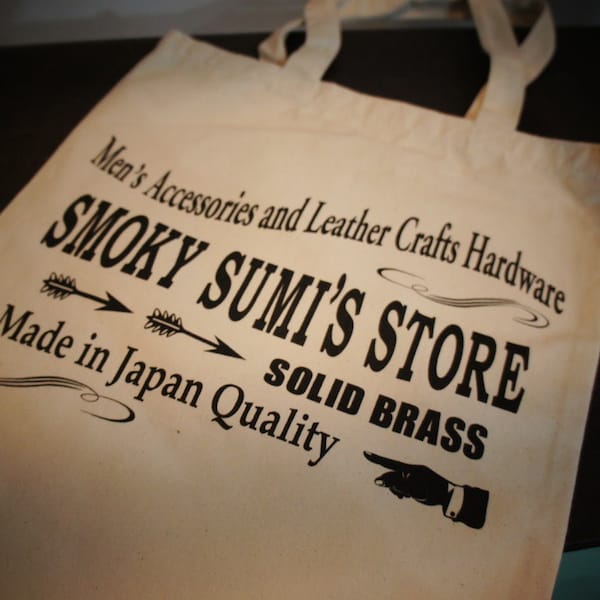 Men's Accessories and Leather Crafts Hardware
SMOKY SUMI'S STORE
SOLID BRASS
Made in Japan Quality